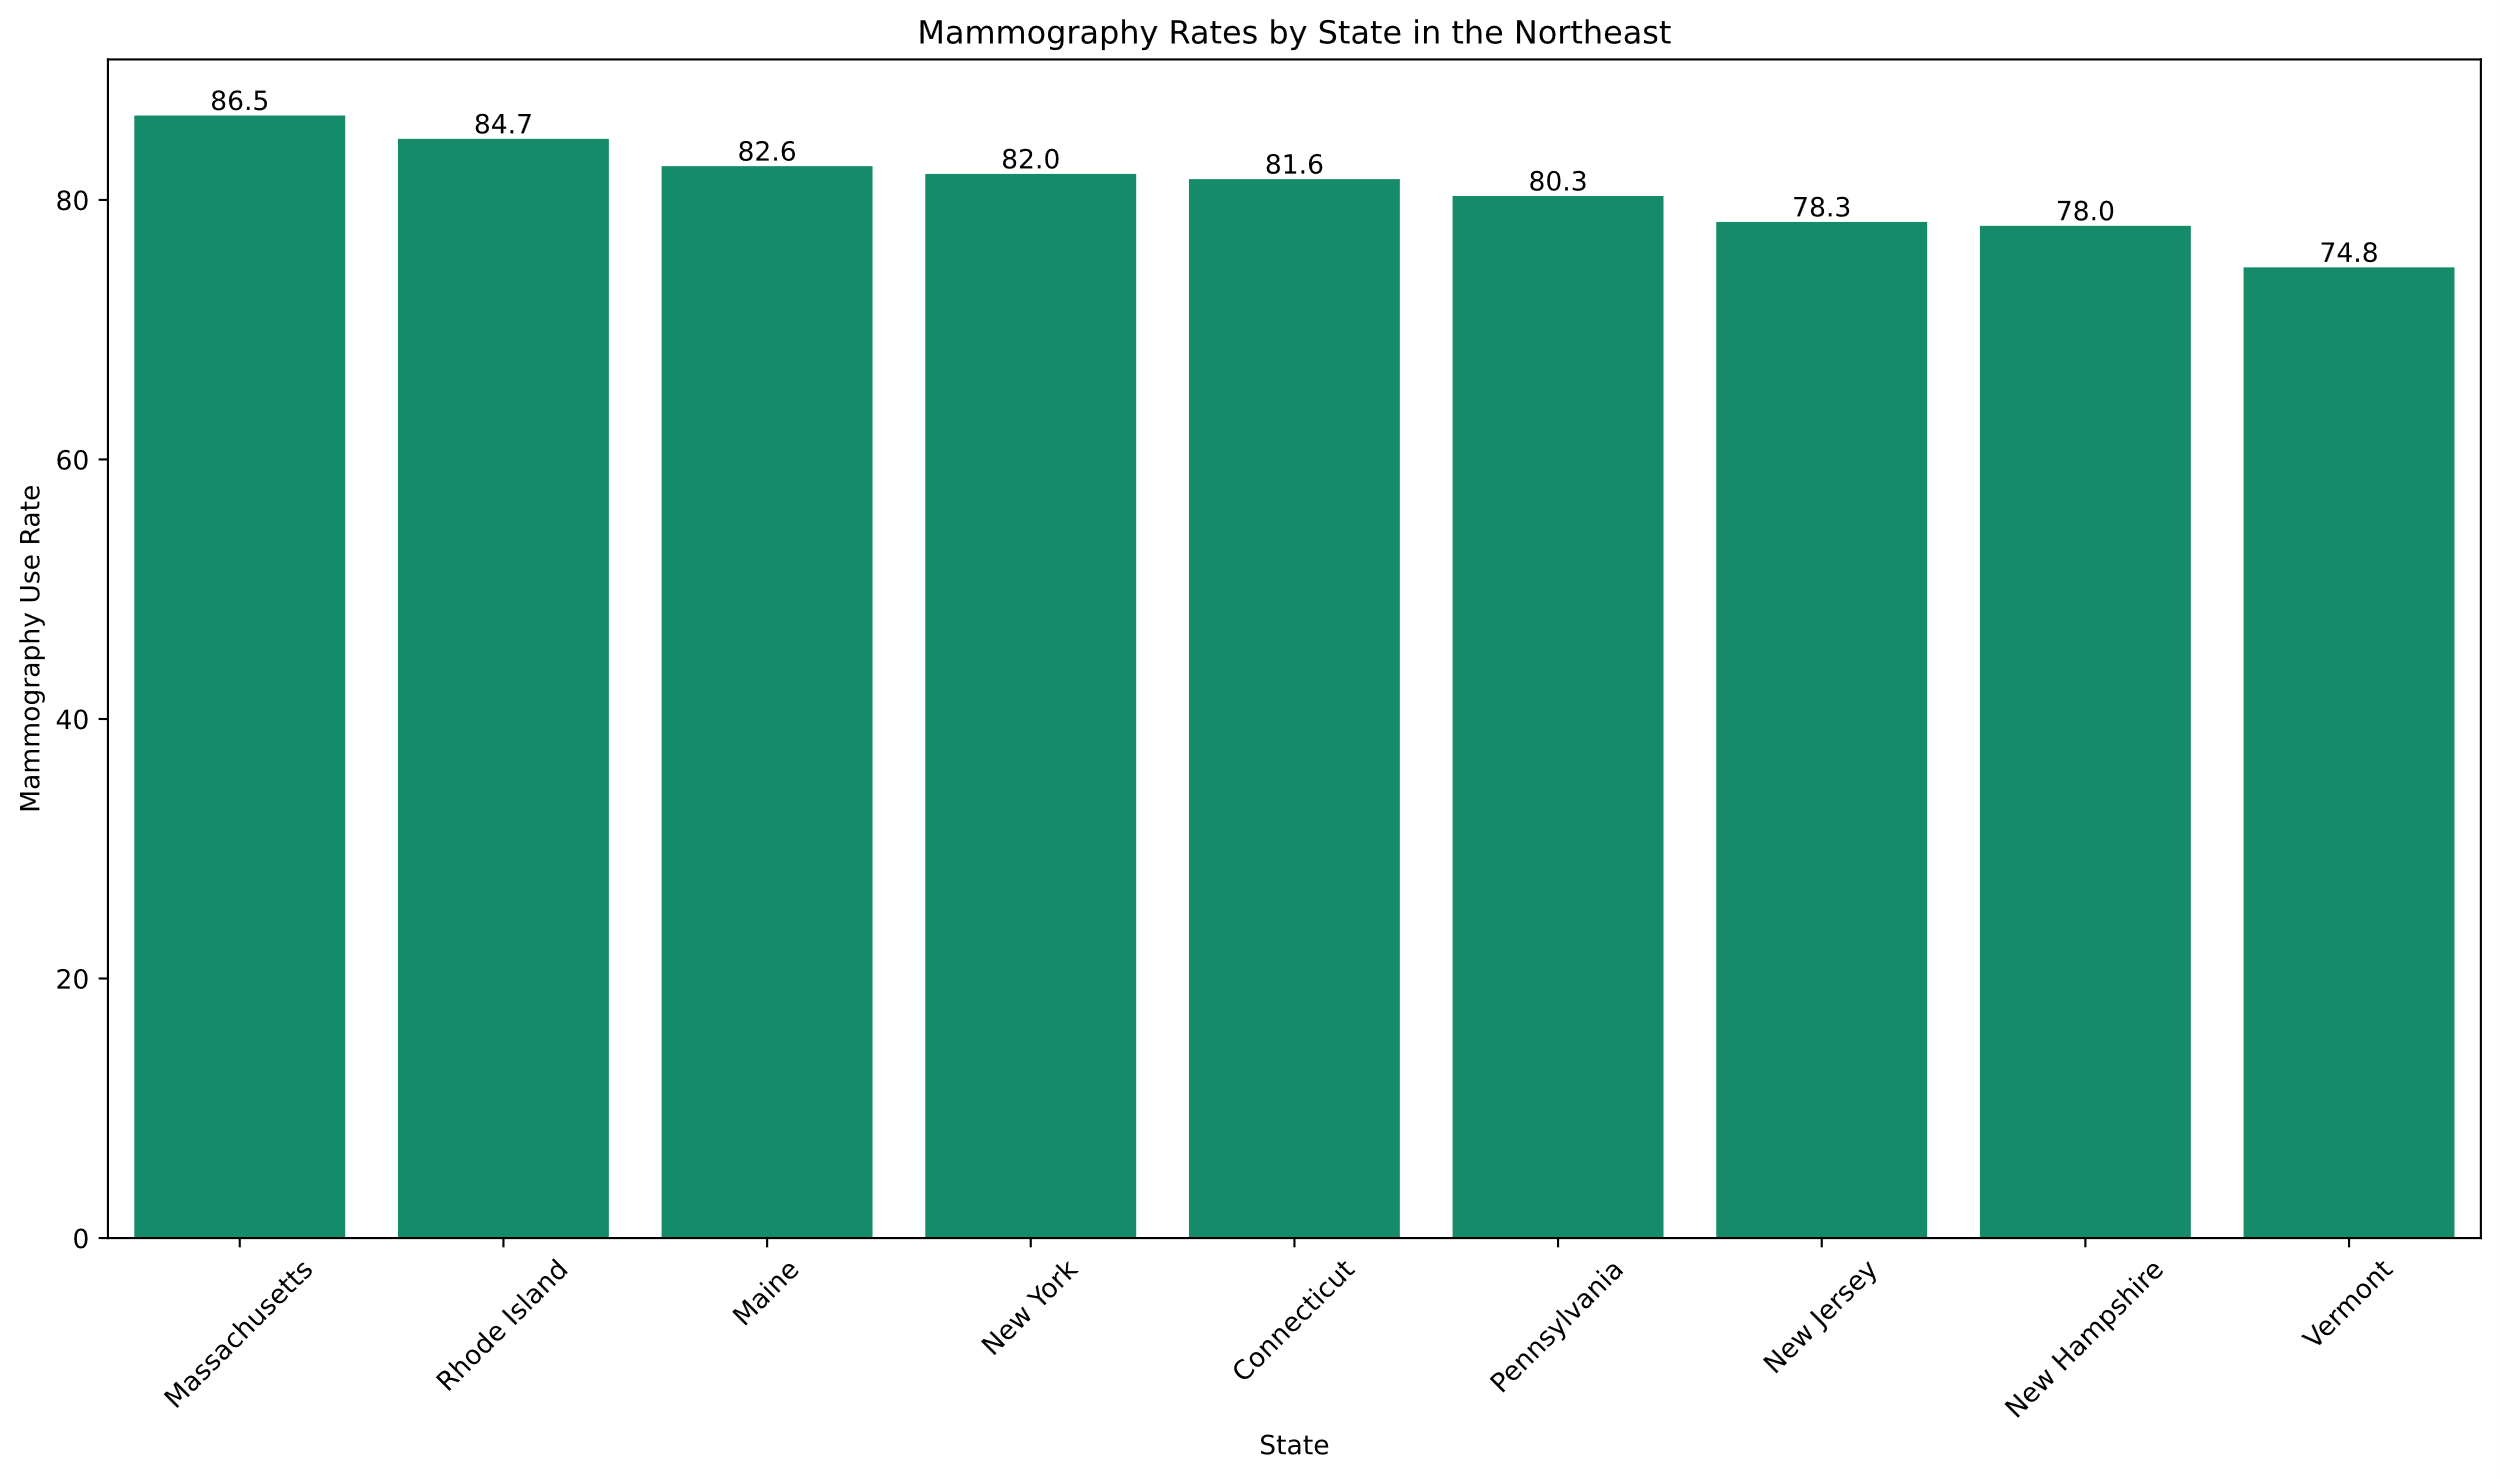 Mammography Rates by State in the Northeast
86.5
84.7
82.6
82.0
81.6
80.3
78.3
78.0
74.8
80
60
40
20
0
Mammography Use Rate
Massachusetts
Rhode Island
Maine
New York
Connecticut
Pennsylvania
New Jersey
New Hampshire
Vermont
State